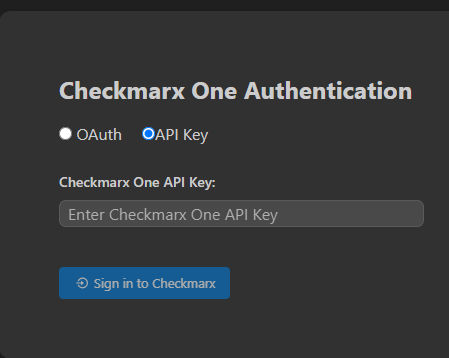 Checkmarx One Authentication
OAuth API Key
Checkmarx One API Key:
Enter Checkmarx One API Key
Sign in to Checkmarx